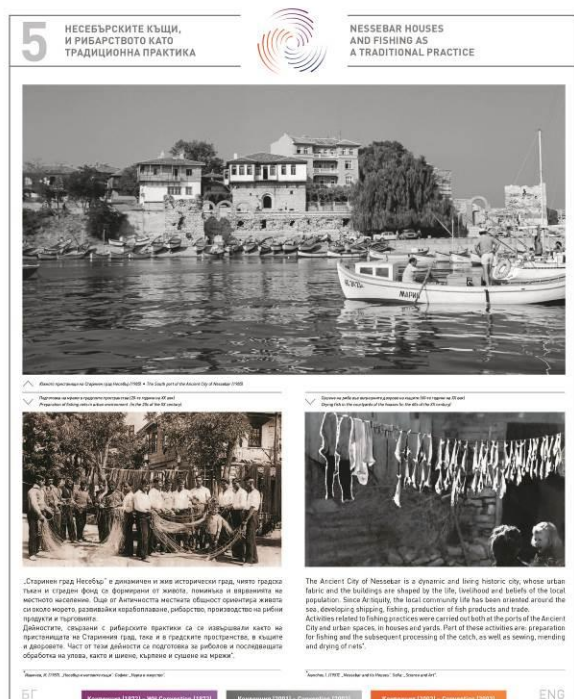 5
НЕСЕБЪРСКИТЕ КЪЩИ,
И РИБАРСТВОТО КАТО
ТРАДИЦИОННА ПРАКТИКА
NESSEBAR HOUSES
AND FISHING AS
A TRADITIONAL PRACTICE
МАРИЯ
„Старинен град Несебър“ е динамичен и жив исторически град, чиято градска
тъкан и сграден фонд са формирани от живота, поминъка и вярванията на
местното население. Още от Античността местната общност ориентира живота
си около морето, развивайки корабоплаване, рибарство, производство на рибни
продукти и търговията.
Дейностите, свързани с рибарските практики са се извършвали както на
пристанищата на Старинния град, така и в градските пространства, в къщите
и дворовете. Част от тези дейности са подготовка за риболов и последващата
обработка на улова, както и шиене, кърпене и сушене на мрежи
The Ancient City of Nessebar is a dynamic and living historic city, whose urban
fabric and the buildings are shaped by the life, livelihood and beliefs of the local
population. Since Antiquity, the local community life has been oriented around the
sea, developing shipping, fishing, production of fish products and trade.
Activities related to fishing practices were carried out both at the ports of the Ancient
City and urban spaces, in houses and yards. Part of these activities are: preparation
for fishing and the subsequent processing of the catch, as well as sewing, mending
and drying of nets
БГ
ENG